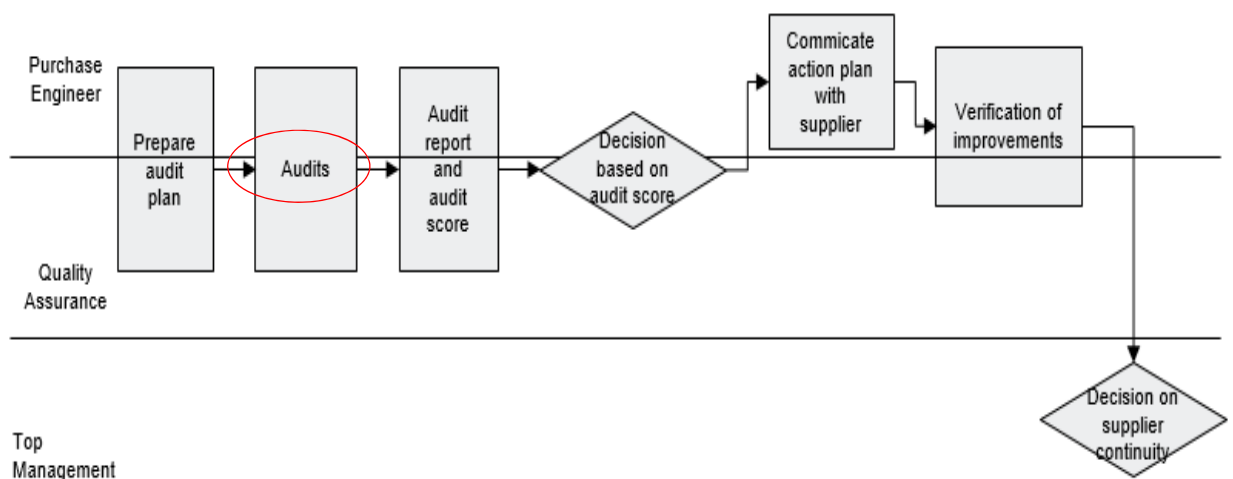 Purchase
Engineer
Prepare
audit
plan
Audits
Audit
report
and
audit
score
Decision
based on
audit score
Commicate
action plan
with
supplier
Verification of
improvements
Quality
Assurance
Top
Management
Decision on
supplier
continuity